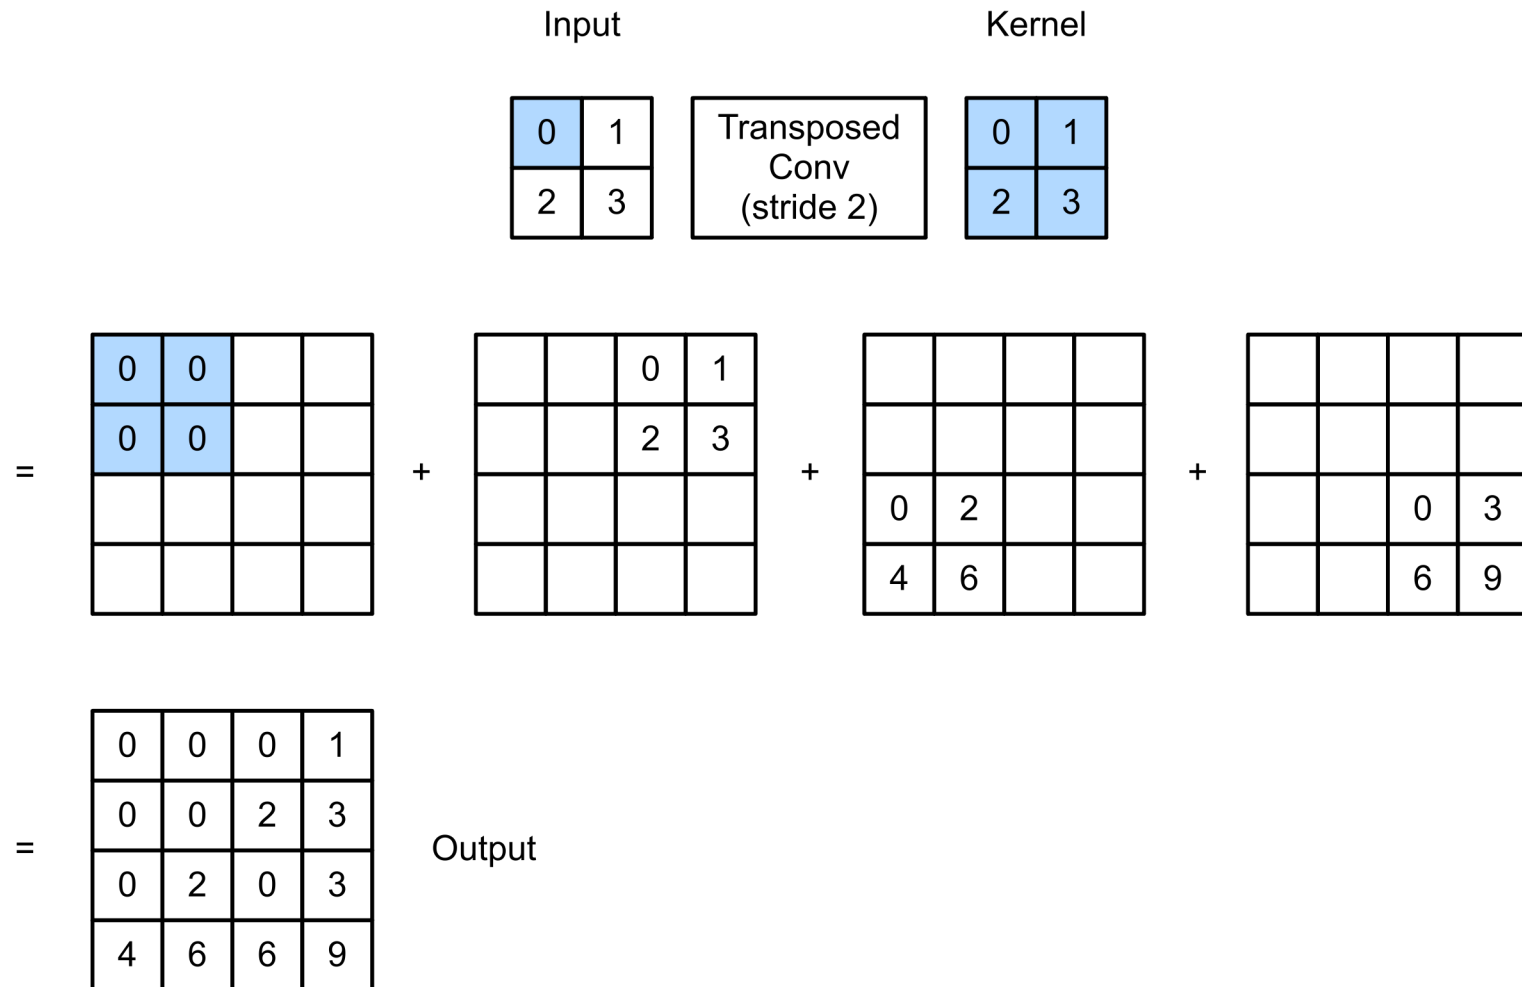 Input Kernel
0 1 Transposed 0 1
Conv
2 3 (stride 2) 2 3
0 0 0 1
0 0 2 3
= + + +
0 2 0 3
4 6 6 9
0 0 0 1
0 0 2 3
= Output
0 2 0 3
4 6 6 9